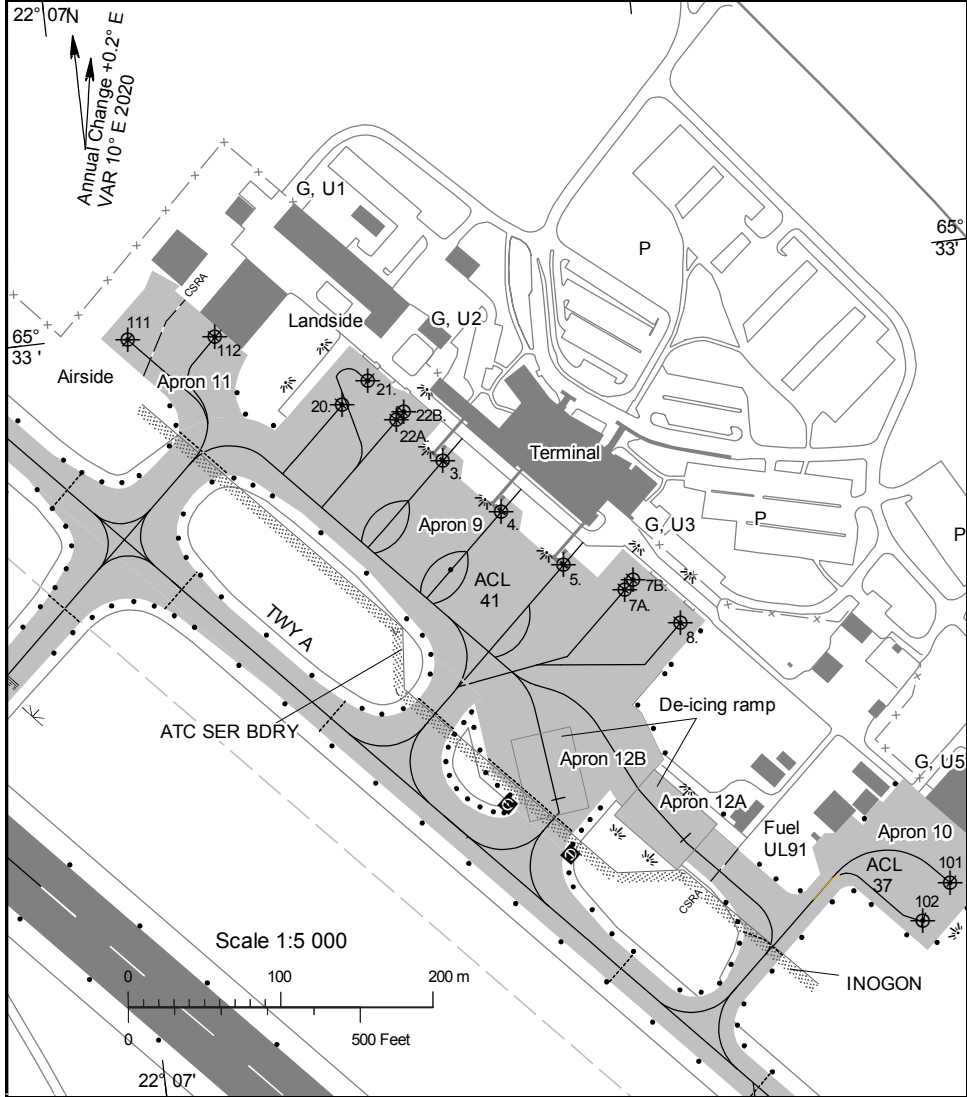 22° 07'N
Annual Change +0.2° E
VAR 10° E 2020
G, U1
P
65°
33'
CSRA
Landside
G, U2
111
112
65°
33 '
Airside
Apron 11
21.
20.
22B.
22A.
Terminal
3.
4.
Apron 9
G, U3
P
P
5.
ACL
41
7B.
7A.
8.
TWY A
De-icing ramp
ATC SER BDRY
Apron 12B
G, U5
Apron 12A
Fuel
UL91
Apron 10
ACL
37
101
102
CSRA
Scale 1:5 000
INOGON
0
100
200 m
0
500 Feet
22° 07'